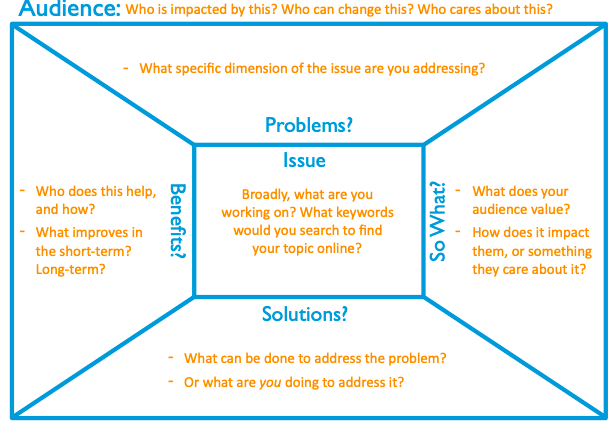 Audience: Who is impacted by this? Who can change this? Who cares about this?
- What specific dimension of the issue are you addressing?
Problems?
Issue
Broadly, what are you
working on? What keywords
would you search to find
your topic online?
Benefits?
- Who does this help,
and how?
- What improves in
the short-term?
Long-term?
So What?
- What does your
audience value?
- How does it impact
them, or something
they care about it?
Solutions?
- What can be done to address the problem?
- Or what are you doing to address it?